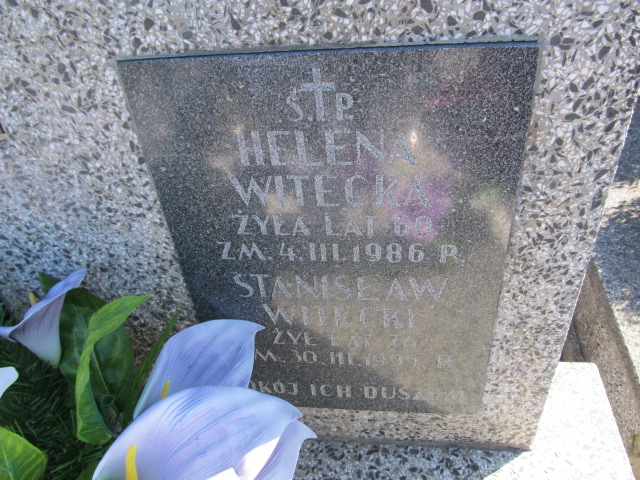 Ś.†P.
HELENA
WITECKA
ŻYŁA LAT 60
ZM. 4.III.1986 R.
STANISŁAW
WITECKI
ŻYŁ LAT
ZM. 30.III.1999 R.
POKÓJ ICH DUSZOM